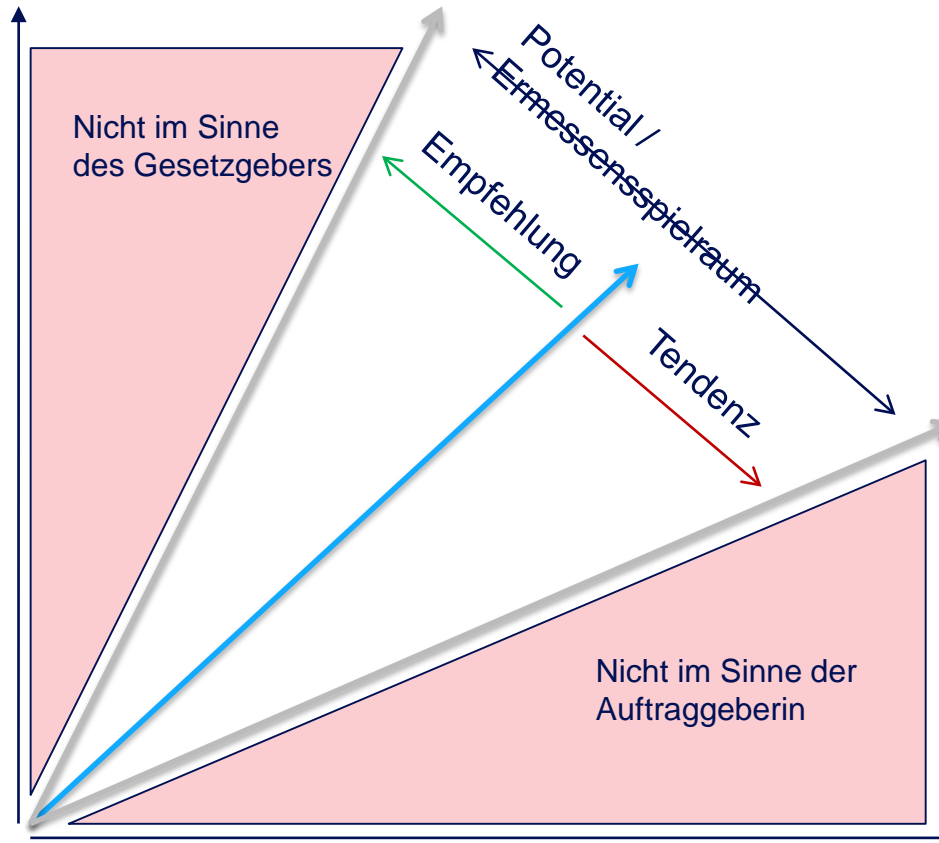 Potential /
Ermessensspielraum
Nicht im Sinne
des Gesetzgebers
Empfehlung
Tendenz
Nicht im Sinne der
Auftraggeberin